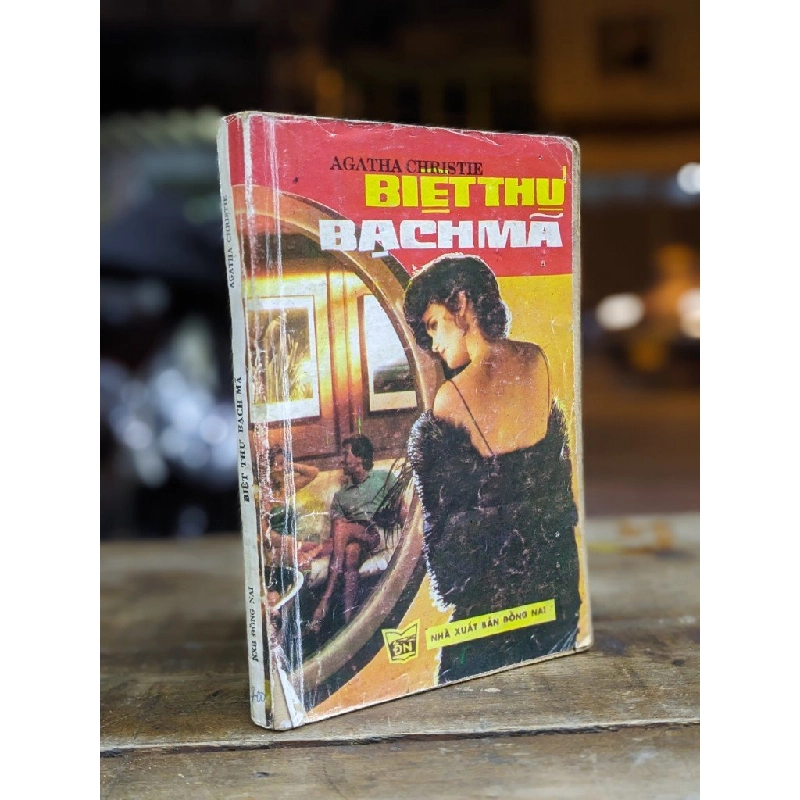 AGATHA CHRISTIE
BIỆT THỰ
BẠCH MÃ
ĐN
NHÀ XUẤT BẢN ĐỒNG NAI
AGATHA CHRISTIE
BIỆT THỰ BẠCH MÃ
NXB ĐỒNG NAI